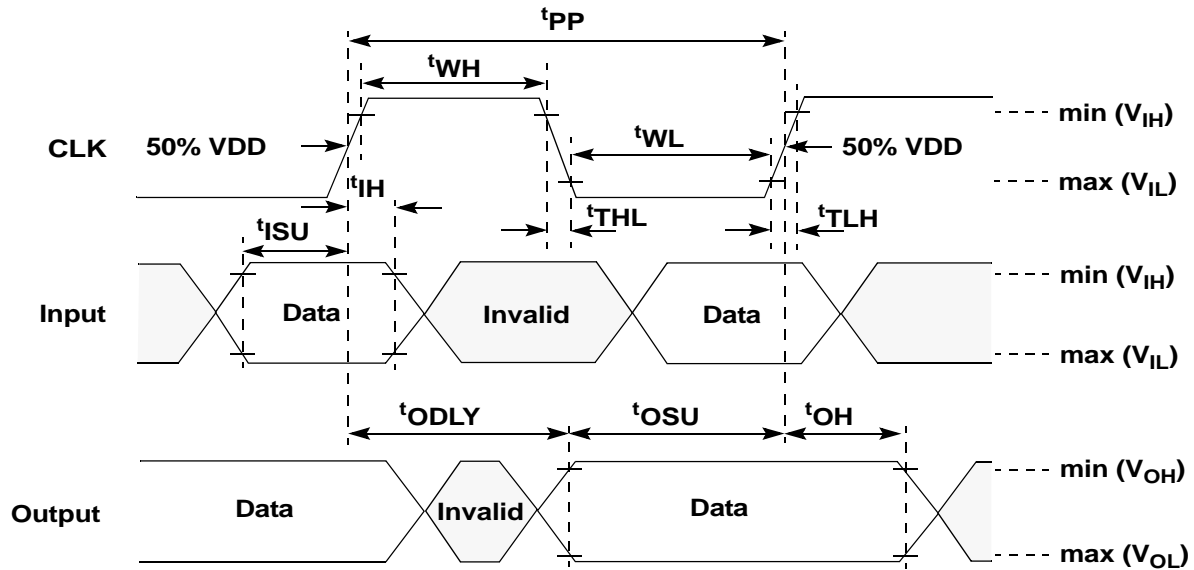 tPP
tWH
min (VIH)
CLK
50% VDD
tWL
50% VDD
tIH
max (VIL)
tISU
tTHL
tTLH
min (VIH)
Input
Data
Invalid
Data
max (VIL)
tODLY
tOSU
tOH
min (VOH)
Output
Data
Invalid
Data
max (VOL)